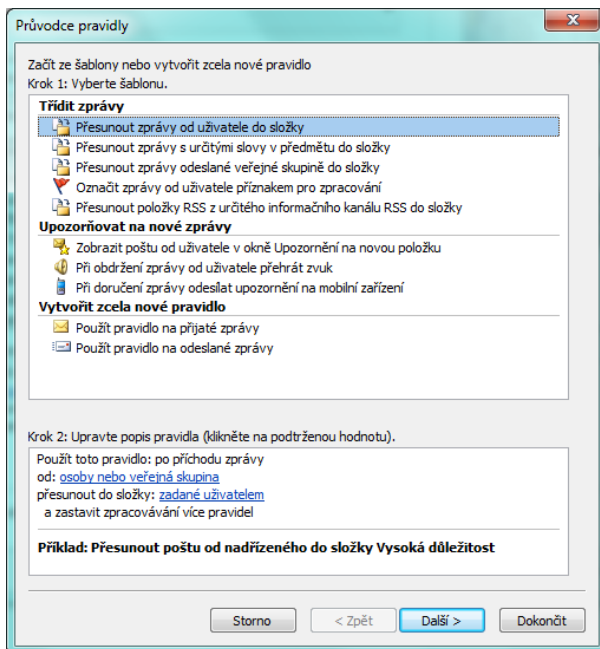 Průvodce pravidly
Začít ze šablony nebo vytvořit zcela nové pravidlo
Krok 1: Vyberte šablonu.
Třídit zprávy
Přesunout zprávy od uživatele do složky
Přesunout zprávy s určitými slovy v předmětu do složky
Přesunout zprávy odeslané veřejné skupině do složky
Označit zprávy od uživatele příznakem pro zpracování
Přesunout položky RSS z určitého informačního kanálu RSS do složky
Upozorňovat na nové zprávy
Zobrazit poštu od uživatele v okně Upozornění na novou položku
Při obdržení zprávy od uživatele přehrát zvuk
Při doručení zprávy odesílat upozornění na mobilní zařízení
Vytvořit zcela nové pravidlo
Použít pravidlo na přijaté zprávy
Použít pravidlo na odeslané zprávy
Krok 2: Upravte popis pravidla (klikněte na podtrženou hodnotu).
Použít toto pravidlo: po příchodu zprávy
od: osoby nebo veřejná skupina
přesunout do složky: zadané uživatelem
a zastavit zpracovávání více pravidel
Příklad: Přesunout poštu od nadřízeného do složky Vysoká důležitost
Storno
< Zpět
Další >
Dokončit